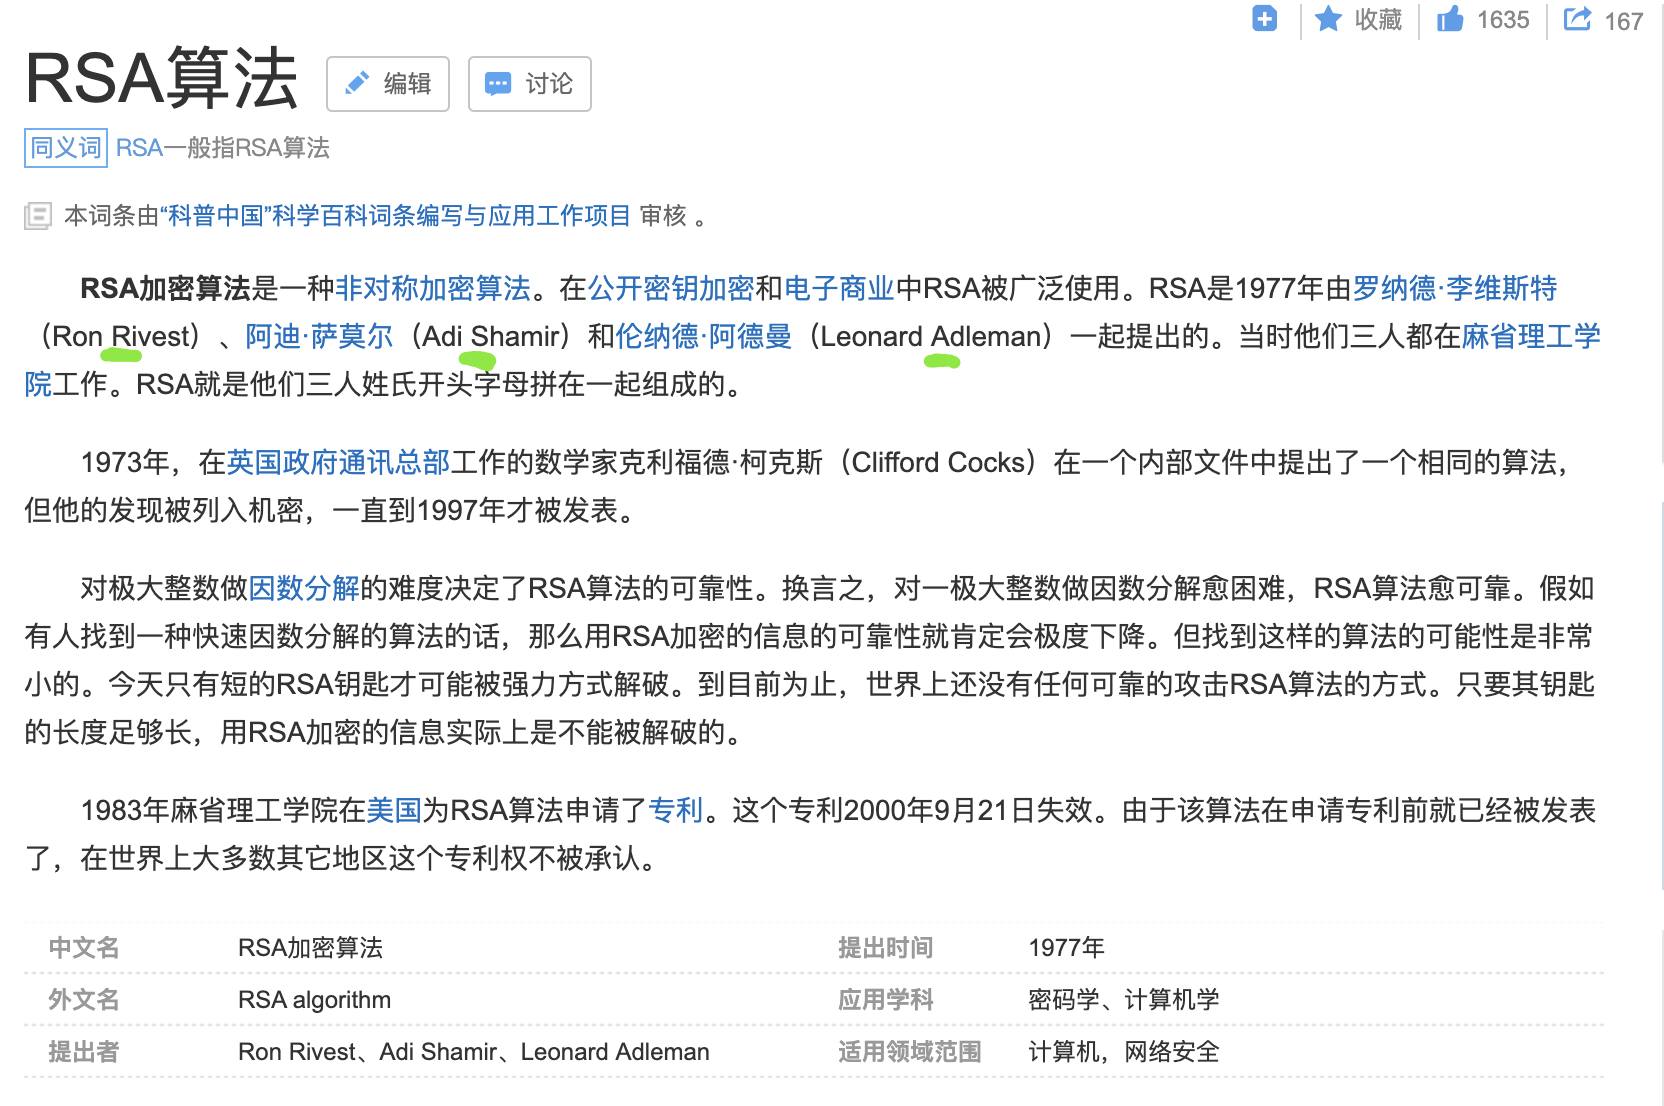 收藏 1635 167
RSA算法 编辑 讨论
同义词 RSA一般指RSA算法
本词条由“科普中国”科学百科词条编写与应用工作项目 审核 。
RSA加密算法是一种非对称加密算法。在公开密钥加密和电子商业中RSA被广泛使用。RSA是1977年由罗纳德·李维斯特
（Ron Rivest）、阿迪·萨莫尔（Adi Shamir）和伦纳德·阿德曼（Leonard Adleman）一起提出的。当时他们三人都在麻省理工学
院工作。RSA就是他们三人姓氏开头字母拼在一起组成的。
1973年，在英国政府通讯总部工作的数学家克利福德·柯克斯（Clifford Cocks）在一个内部文件中提出了一个相同的算法，
但他的发现被列入机密，一直到1997年才被发表。
对极大整数做因数分解的难度决定了RSA算法的可靠性。换言之，对一极大整数做因数分解愈困难，RSA算法愈可靠。假如
有人找到一种快速因数分解的算法的话，那么用RSA加密的信息的可靠性就肯定会极度下降。但找到这样的算法的可能性是非常
小的。今天只有短的RSA钥匙才可能被强力方式解破。到目前为止，世界上还没有任何可靠的攻击RSA算法的方式。只要其钥匙
的长度足够长，用RSA加密的信息实际上是不能被解破的。
1983年麻省理工学院在美国为RSA算法申请了专利。这个专利2000年9月21日失效。由于该算法在申请专利前就已经被发表
了，在世界上大多数其它地区这个专利权不被承认。
中文名 RSA加密算法 提出时间 1977年
外文名 RSA algorithm 应用学科 密码学、计算机学
提出者 Ron Rivest、Adi Shamir、Leonard Adleman 适用领域范围 计算机，网络安全